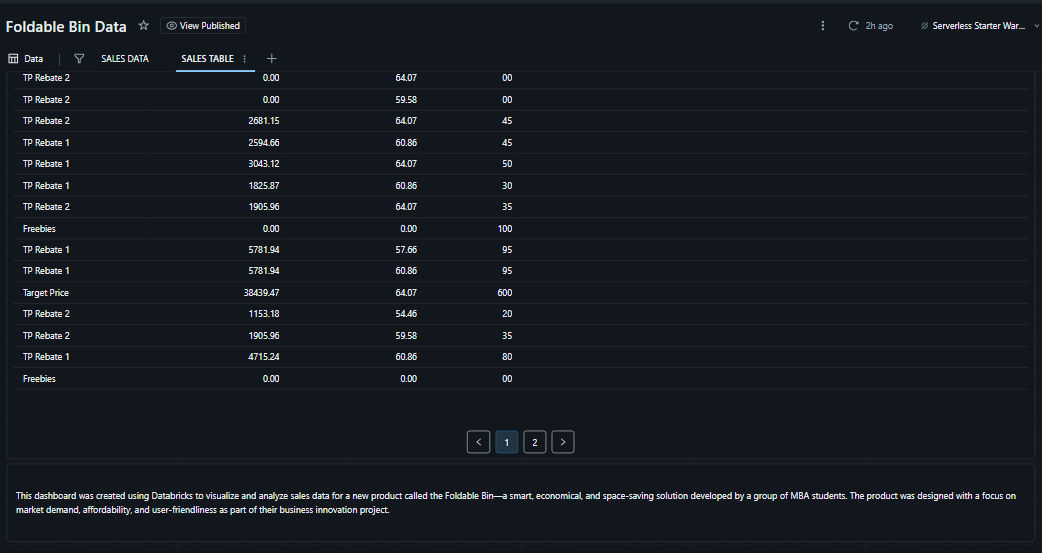 Foldable Bin Data View Published 2h ago Serverless Starter War...
Data SALES DATA SALES TABLE
TP Rebate 2 0.00 64.07 00
TP Rebate 2 0.00 59.58 00
TP Rebate 2 2681.15 64.07 45
TP Rebate 1 2594.66 60.86 45
TP Rebate 1 3043.12 64.07 50
TP Rebate 1 1825.87 60.86 30
TP Rebate 2 1905.96 64.07 35
Freebies 0.00 0.00 100
TP Rebate 1 5781.94 57.66 95
TP Rebate 1 5781.94 60.86 95
Target Price 38439.47 64.07 600
TP Rebate 2 1153.18 54.46 20
TP Rebate 2 1905.96 59.58 35
TP Rebate 1 4715.24 60.86 80
Freebies 0.00 0.00 00
< 1 2 >
This dashboard was created using Databricks to visualize and analyze sales data for a new product called the Foldable Bin—a smart, economical, and space-saving solution developed by a group of MBA students. The product was designed with a focus on
market demand, affordability, and user-friendliness as part of their business innovation project.